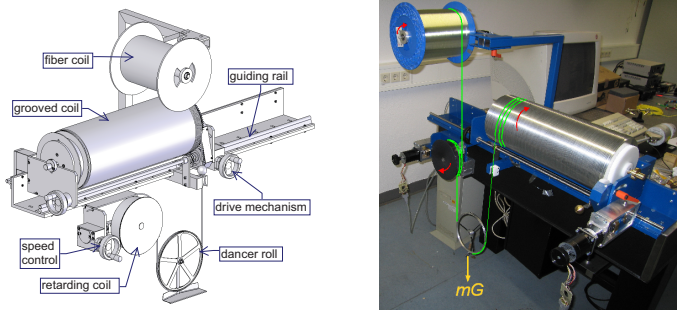 fiber coil
guiding rail
grooved coil
drive mechanism
speed
control
dancer roll
retarding coil
mG